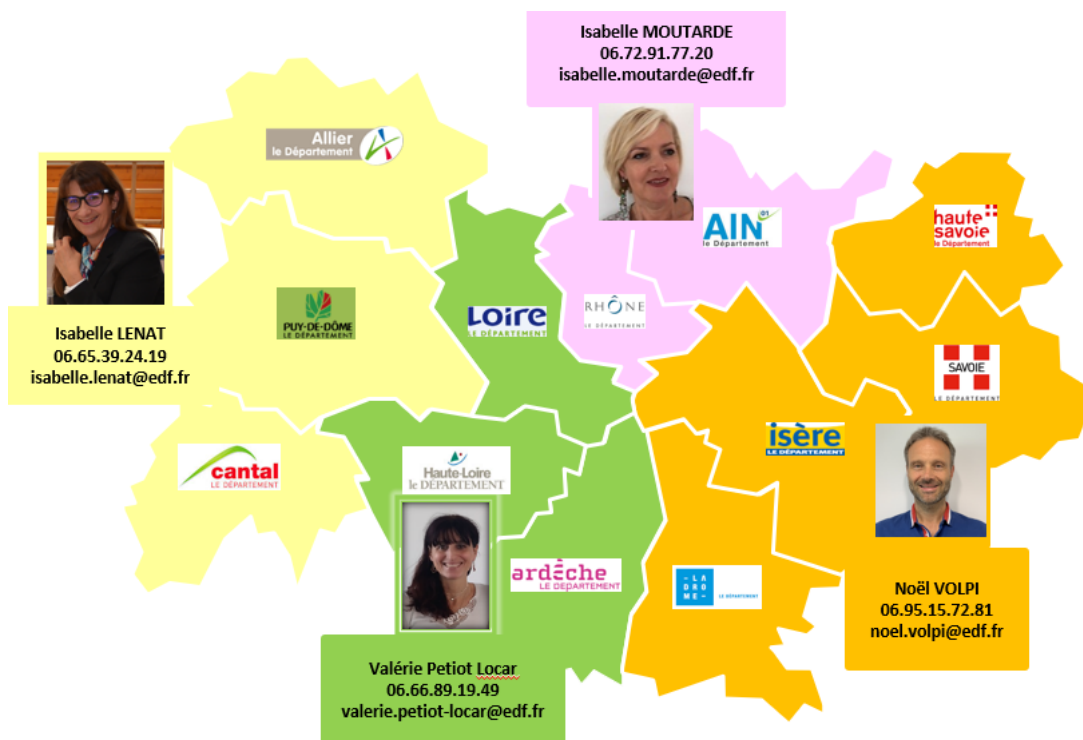 Isabelle MOUTARDE
06.72.91.77.20
isabelle.moutarde@edf.fr
Allier
le Département
AIN 01
le Département
haute
savoie
le Département
Isabelle LENAT
06.65.39.24.19
isabelle.lenat@edf.fr
PUY-DE-DÔME
LE DÉPARTEMENT
LOIRE
LE DÉPARTEMENT
RHÔNE
LE DÉPARTEMENT
SAVOIE
LE DÉPARTEMENT
cantal
LE DÉPARTEMENT
Haute-Loire
le DÉPARTEMENT
isère
LE DÉPARTEMENT
ardèche
LE DÉPARTEMENT
-LA
DRO
ME-
LE DÉPARTEMENT
Noël VOLPI
06.95.15.72.81
noel.volpi@edf.fr
Valérie Petiot Locar
06.66.89.19.49
valerie.petiot-locar@edf.fr